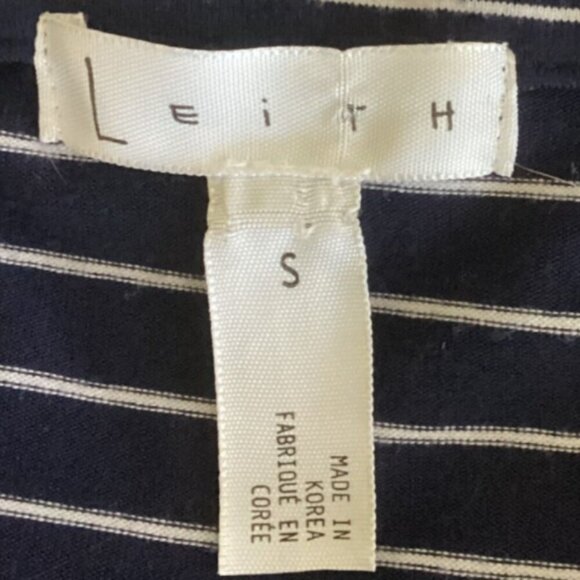 LEiTH
S
MADE IN
KOREA
FABRIQUÉ EN
CORÉE